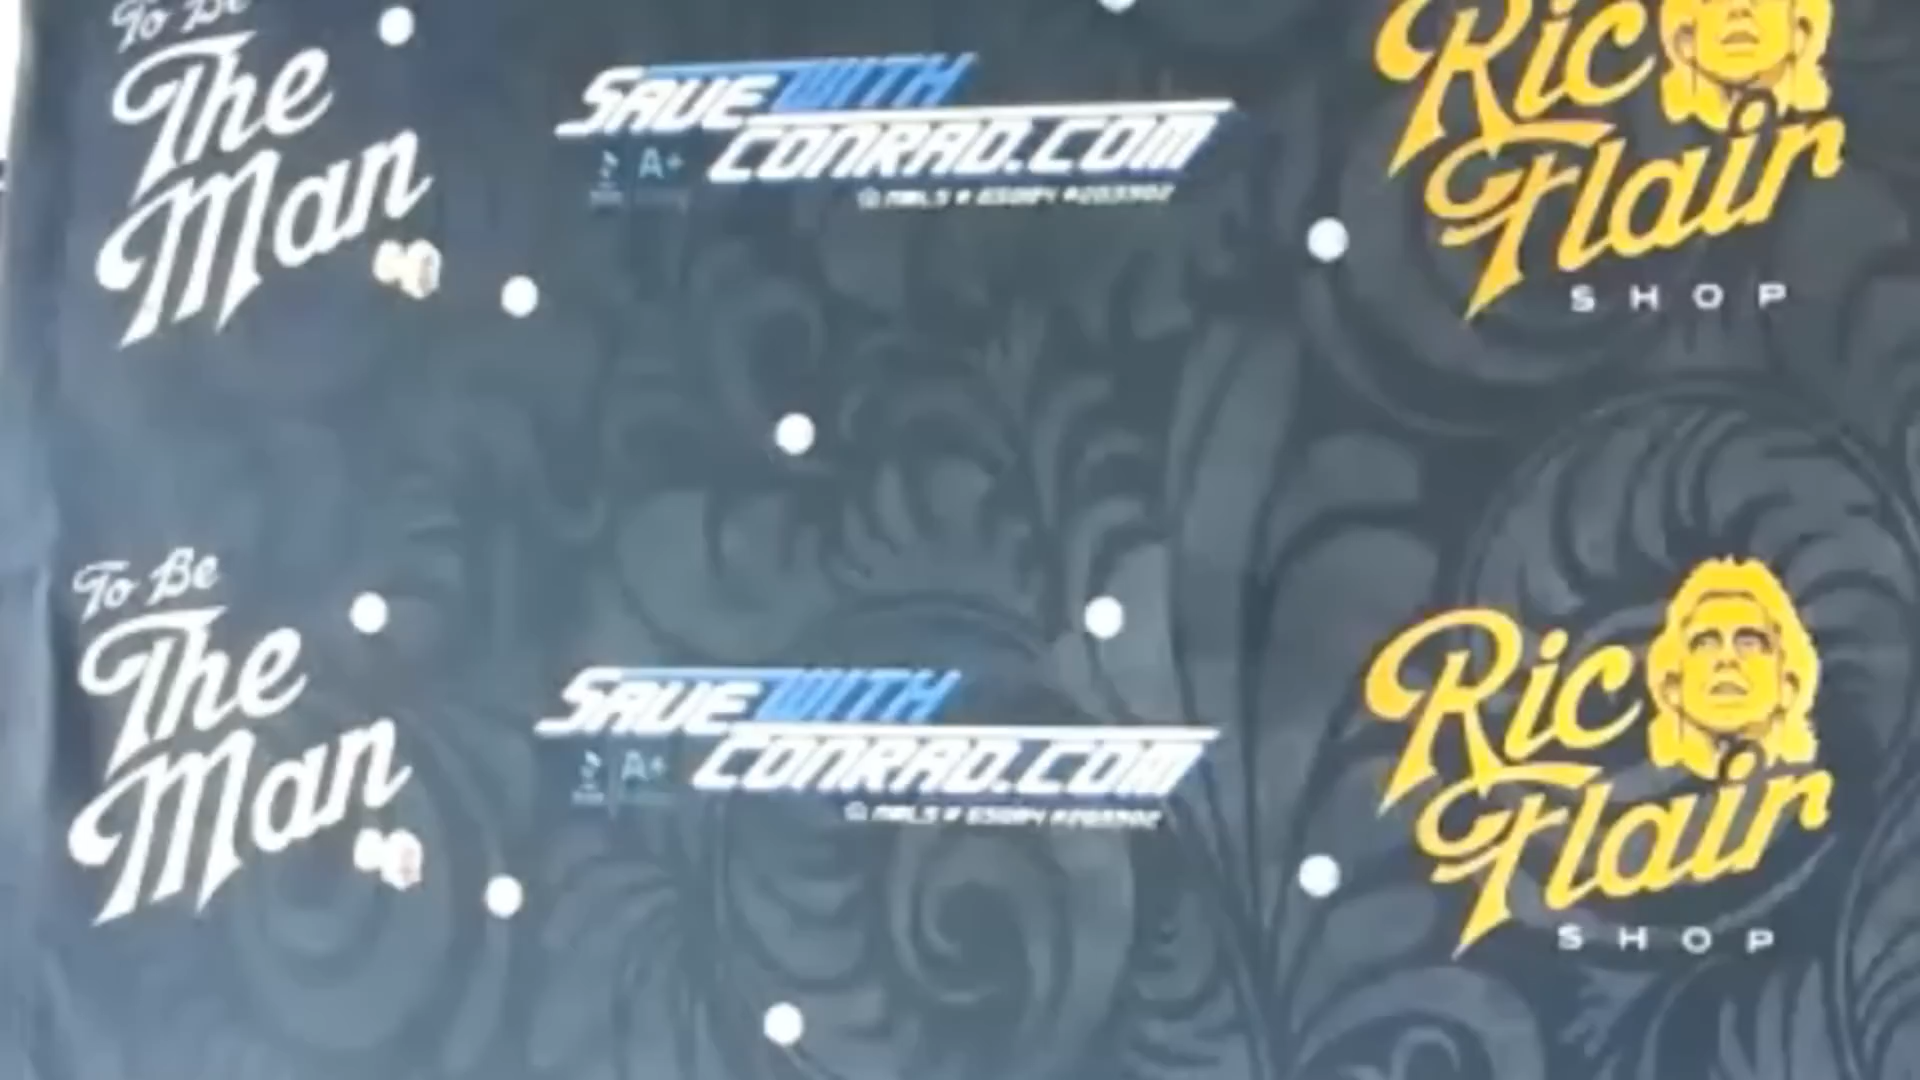 To Be
The
Man
SAVE WITH
CONRAD.COM
A+
Ric
Flair
SHOP
To Be
The
Man
SAVE WITH
CONRAD.COM
A+
Ric
Flair
SHOP